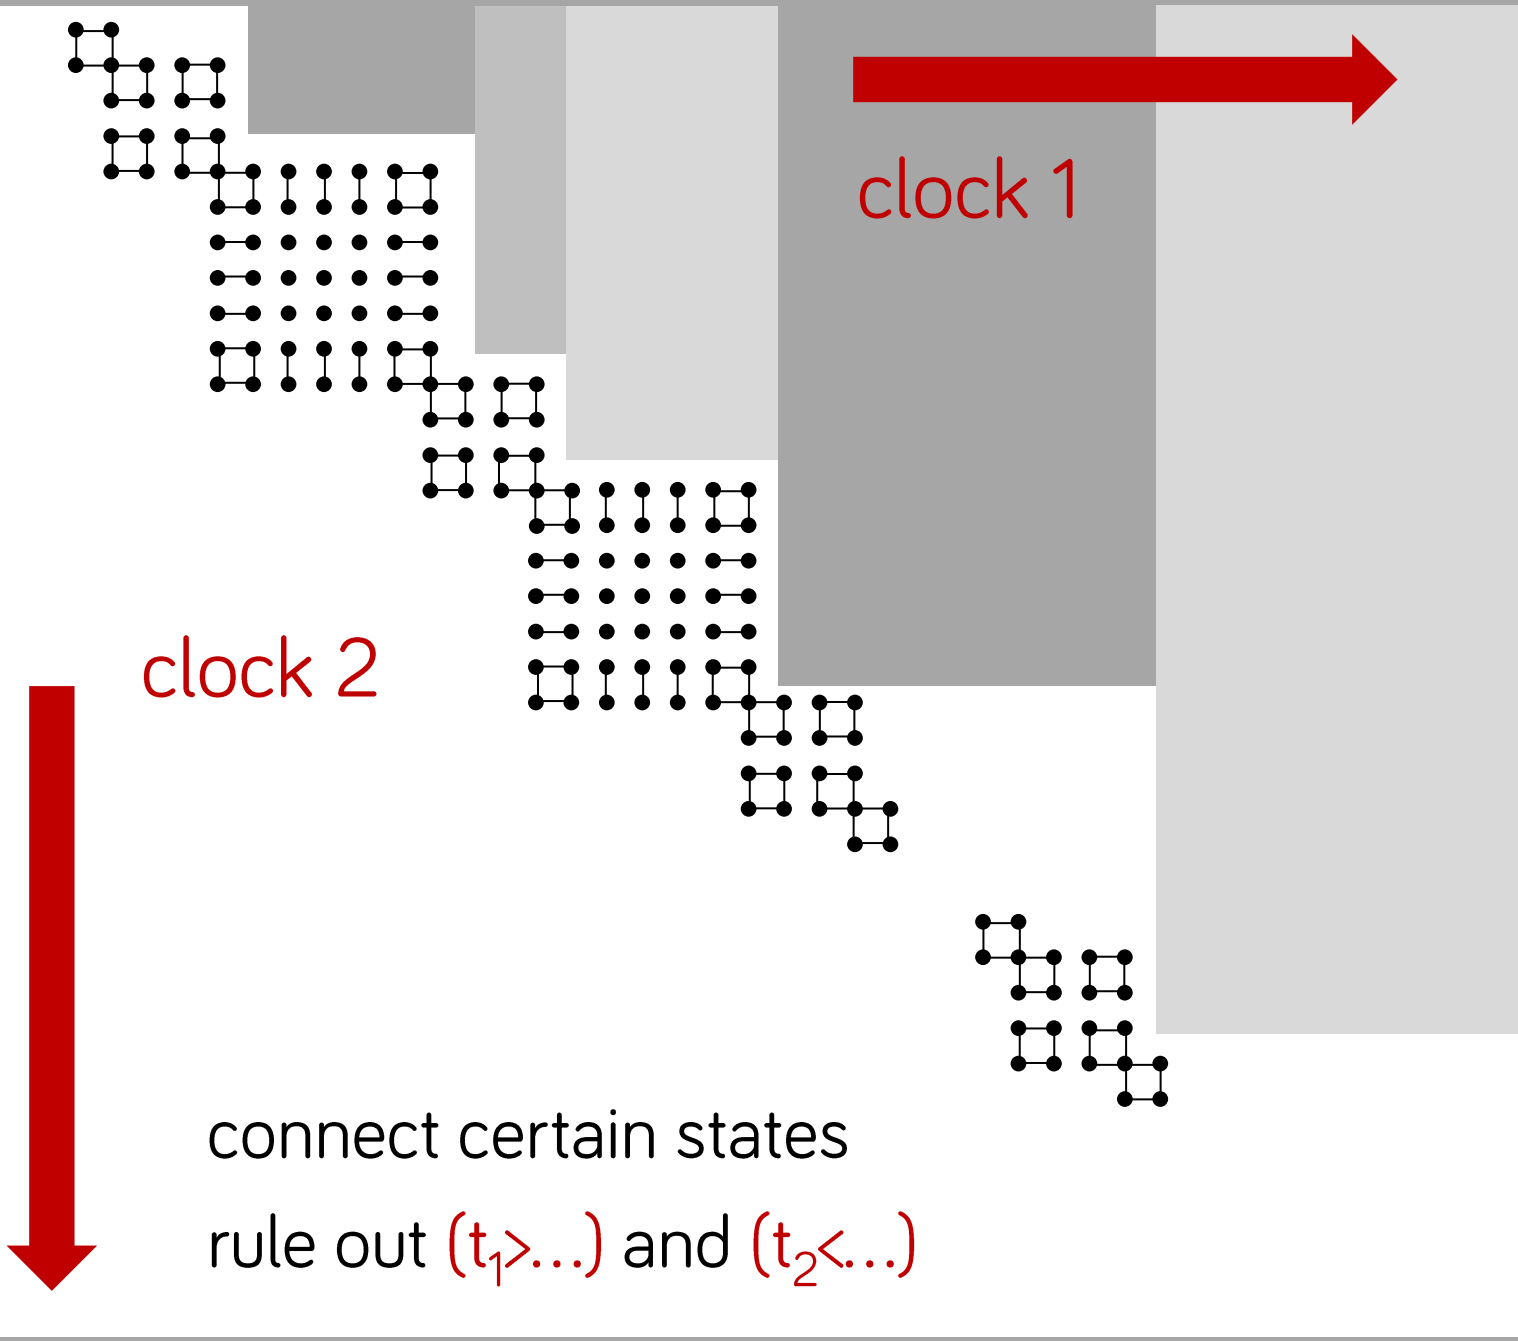 clock 1
clock 2
connect certain states
rule out (t₁>...) and (t₂<...)